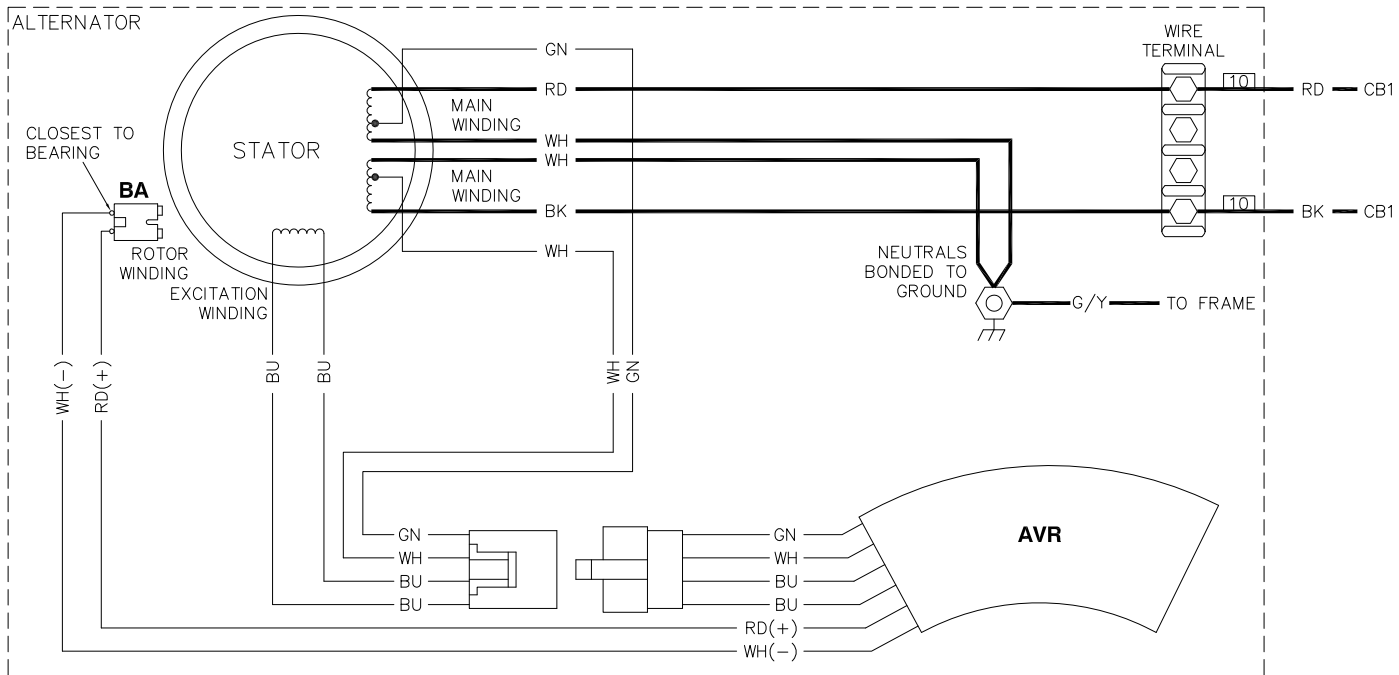 ALTERNATOR
WIRE
TERMINAL
GN
RD
10
RD
CB1
MAIN
WINDING
CLOSEST TO
BEARING
STATOR
WH
WH
BA
MAIN
WINDING
BK
10
BK
CB1
ROTOR
WINDING
WH
NEUTRALS
BONDED TO
GROUND
EXCITATION
WINDING
G/Y
TO FRAME
WH(-)
RD(+)
BU
BU
WH
GN
GN
WH
BU
BU
GN
WH
BU
BU
AVR
RD(+)
WH(-)